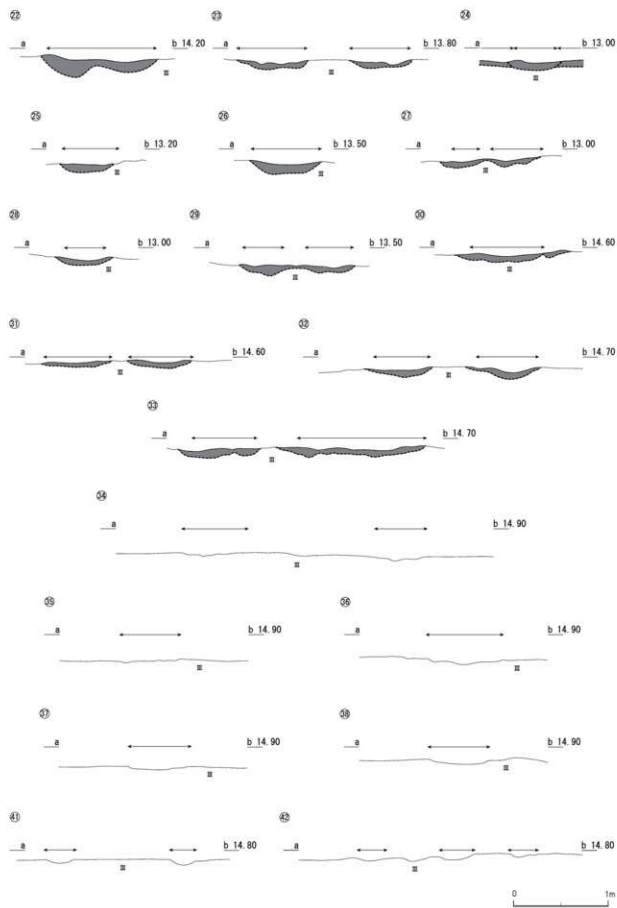 ㉒ ㉓ ㉔
a b 14.20 a b 13.80 a b 13.00
Ⅲ Ⅲ Ⅲ
㉕ ㉖ ㉗
a b 13.20 a b 13.50 a b 13.00
Ⅲ Ⅲ Ⅲ
㉘ ㉙ ㉚
a b 13.00 a b 13.50 a b 14.60
Ⅲ Ⅲ Ⅲ
㉛ ㉜
a b 14.60 a b 14.70
Ⅲ Ⅲ
㉝
a b 14.70
Ⅲ
㉞
a b 14.90
Ⅲ
㉟ ㊱
a b 14.90 a b 14.90
Ⅲ Ⅲ
㊲ ㊳
a b 14.90 a b 14.90
Ⅲ Ⅲ
㊶ ㊷
a b 14.80 a b 14.80
Ⅲ Ⅲ
0 1m